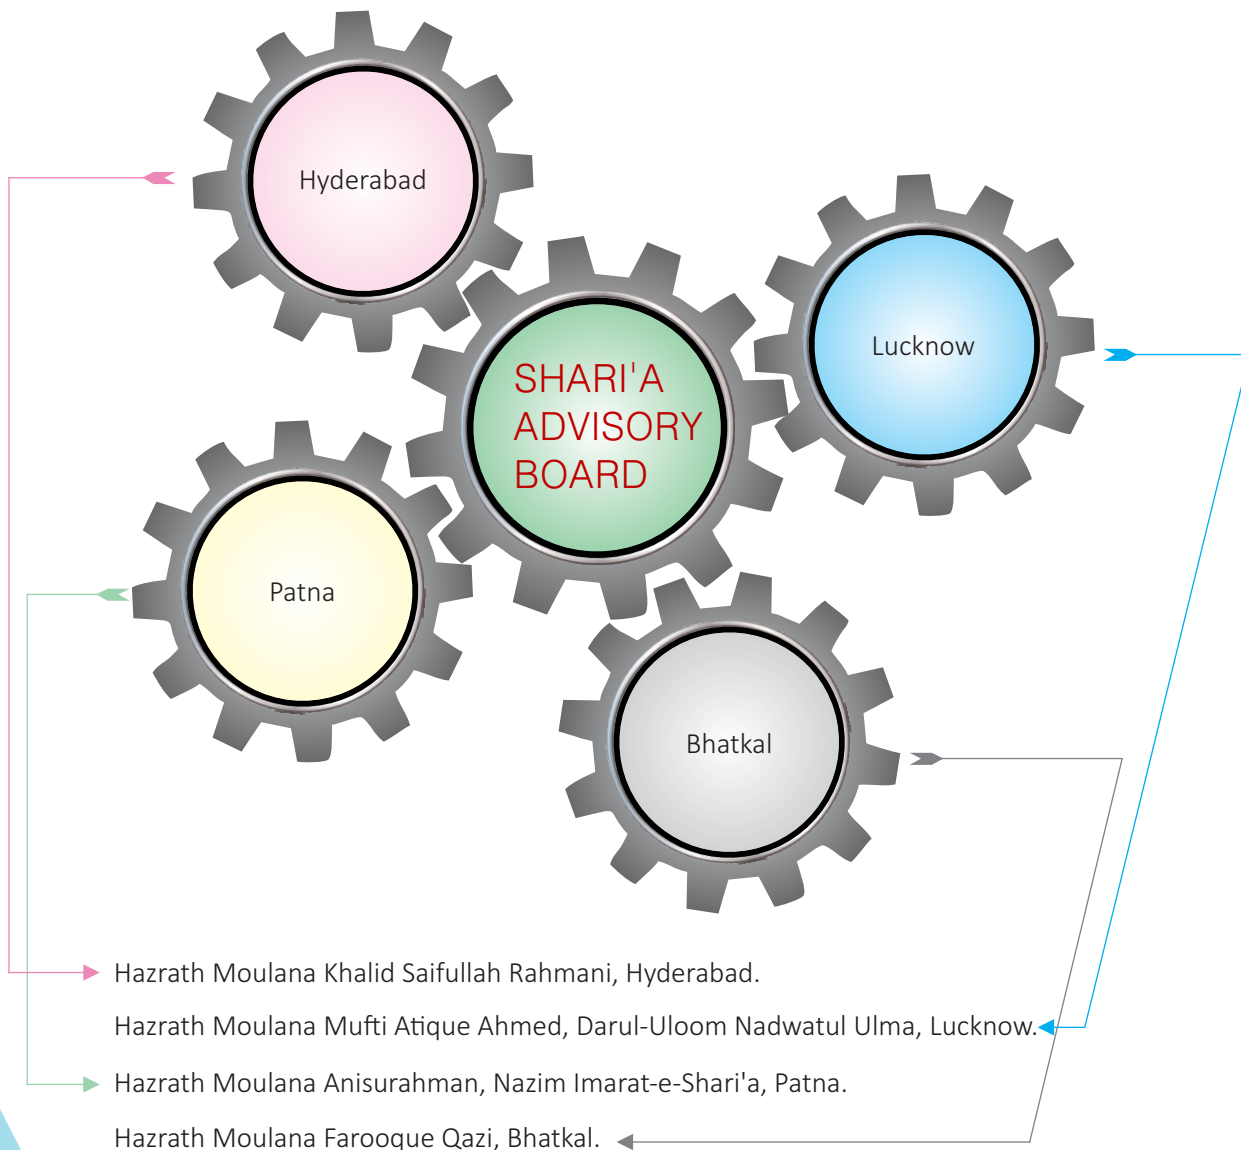 Hyderabad
Lucknow
SHARI'A
ADVISORY
BOARD
Patna
Bhatkal
Hazrath Moulana Khalid Saifullah Rahmani, Hyderabad.
Hazrath Moulana Mufti Atique Ahmed, Darul-Uloom Nadwatul Ulma, Lucknow.
Hazrath Moulana Anisurahman, Nazim Imarat-e-Shari'a, Patna.
Hazrath Moulana Farooque Qazi, Bhatkal.